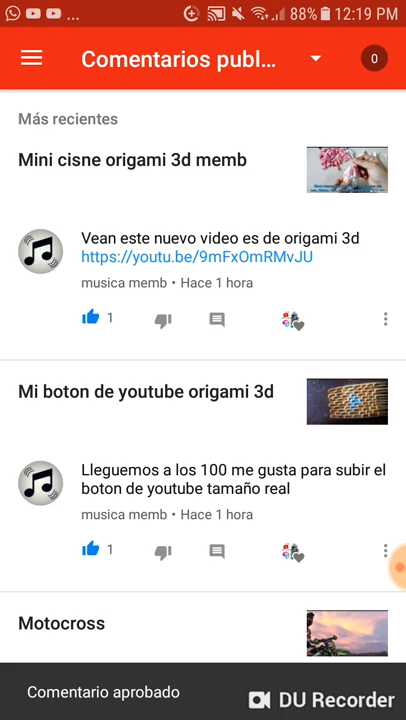 ... 88% 12:19 PM
Comentarios publ... 0
Más recientes
Mini cisne origami 3d memb
Vean este nuevo video es de origami 3d
https://youtu.be/9mFxOmRMvJU
musica memb • Hace 1 hora
1
Mi boton de youtube origami 3d
Lleguemos a los 100 me gusta para subir el
boton de youtube tamaño real
musica memb • Hace 1 hora
1
Motocross
Comentario aprobado
DU Recorder